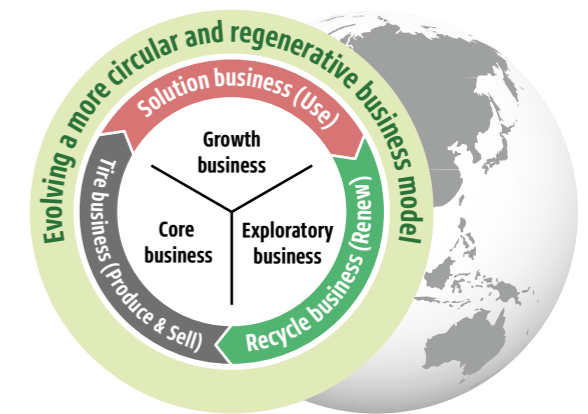 Evolving a more circular and regenerative business model
Solution business (Use)
Growth
business
Tire business (Produce & Sell)
Core
business
Exploratory
business
Recycle business (Renew)